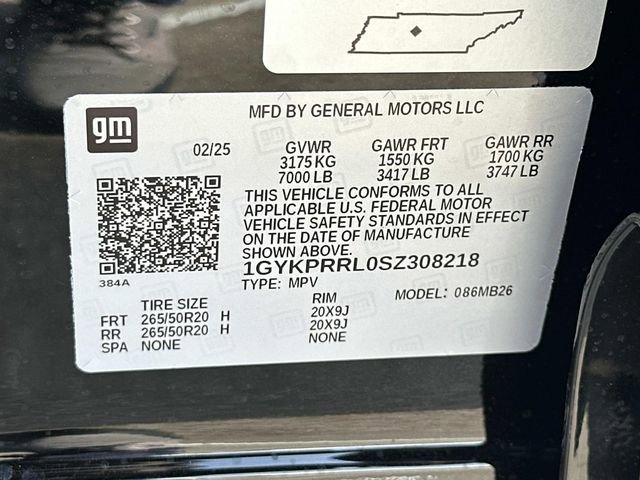 gm
MFD BY GENERAL MOTORS LLC
02/25 GVWR GAWR FRT GAWR RR
3175 KG 1550 KG 1700 KG
7000 LB 3417 LB 3747 LB
THIS VEHICLE CONFORMS TO ALL
APPLICABLE U.S. FEDERAL MOTOR
VEHICLE SAFETY STANDARDS IN EFFECT
ON THE DATE OF MANUFACTURE
SHOWN ABOVE.
1GYKPRRL0SZ308218
384A
TYPE: MPV
MODEL: 086MB26
TIRE SIZE RIM
FRT 265/50R20 H 20X9J
RR 265/50R20 H 20X9J
SPA NONE NONE